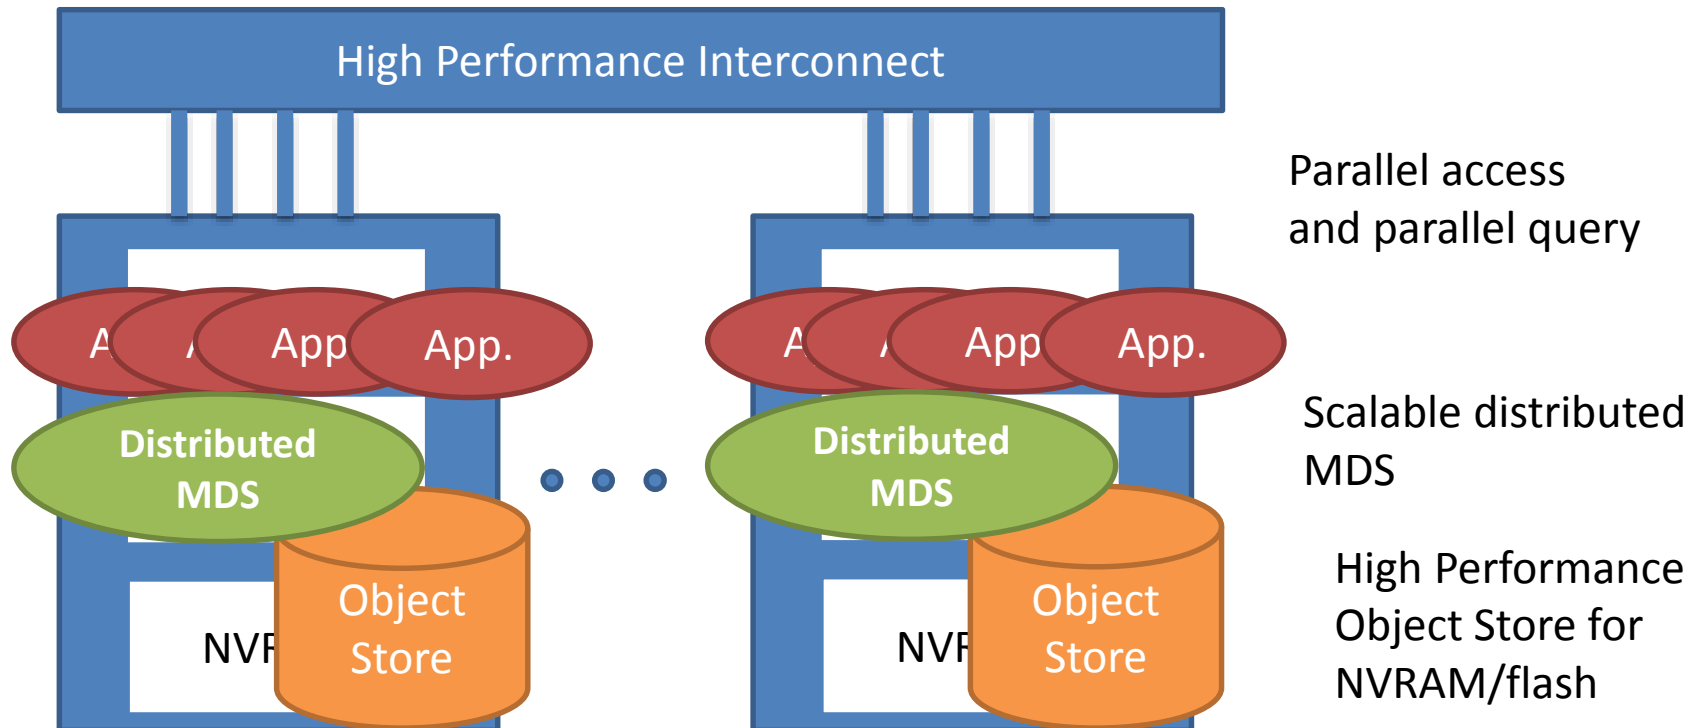 High Performance Interconnect
Parallel access
and parallel query
App
App.
App
App.
Scalable distributed
MDS
Distributed
MDS
Distributed
MDS
High Performance
Object Store for
NVRAM/flash
Object
Store
Object
Store